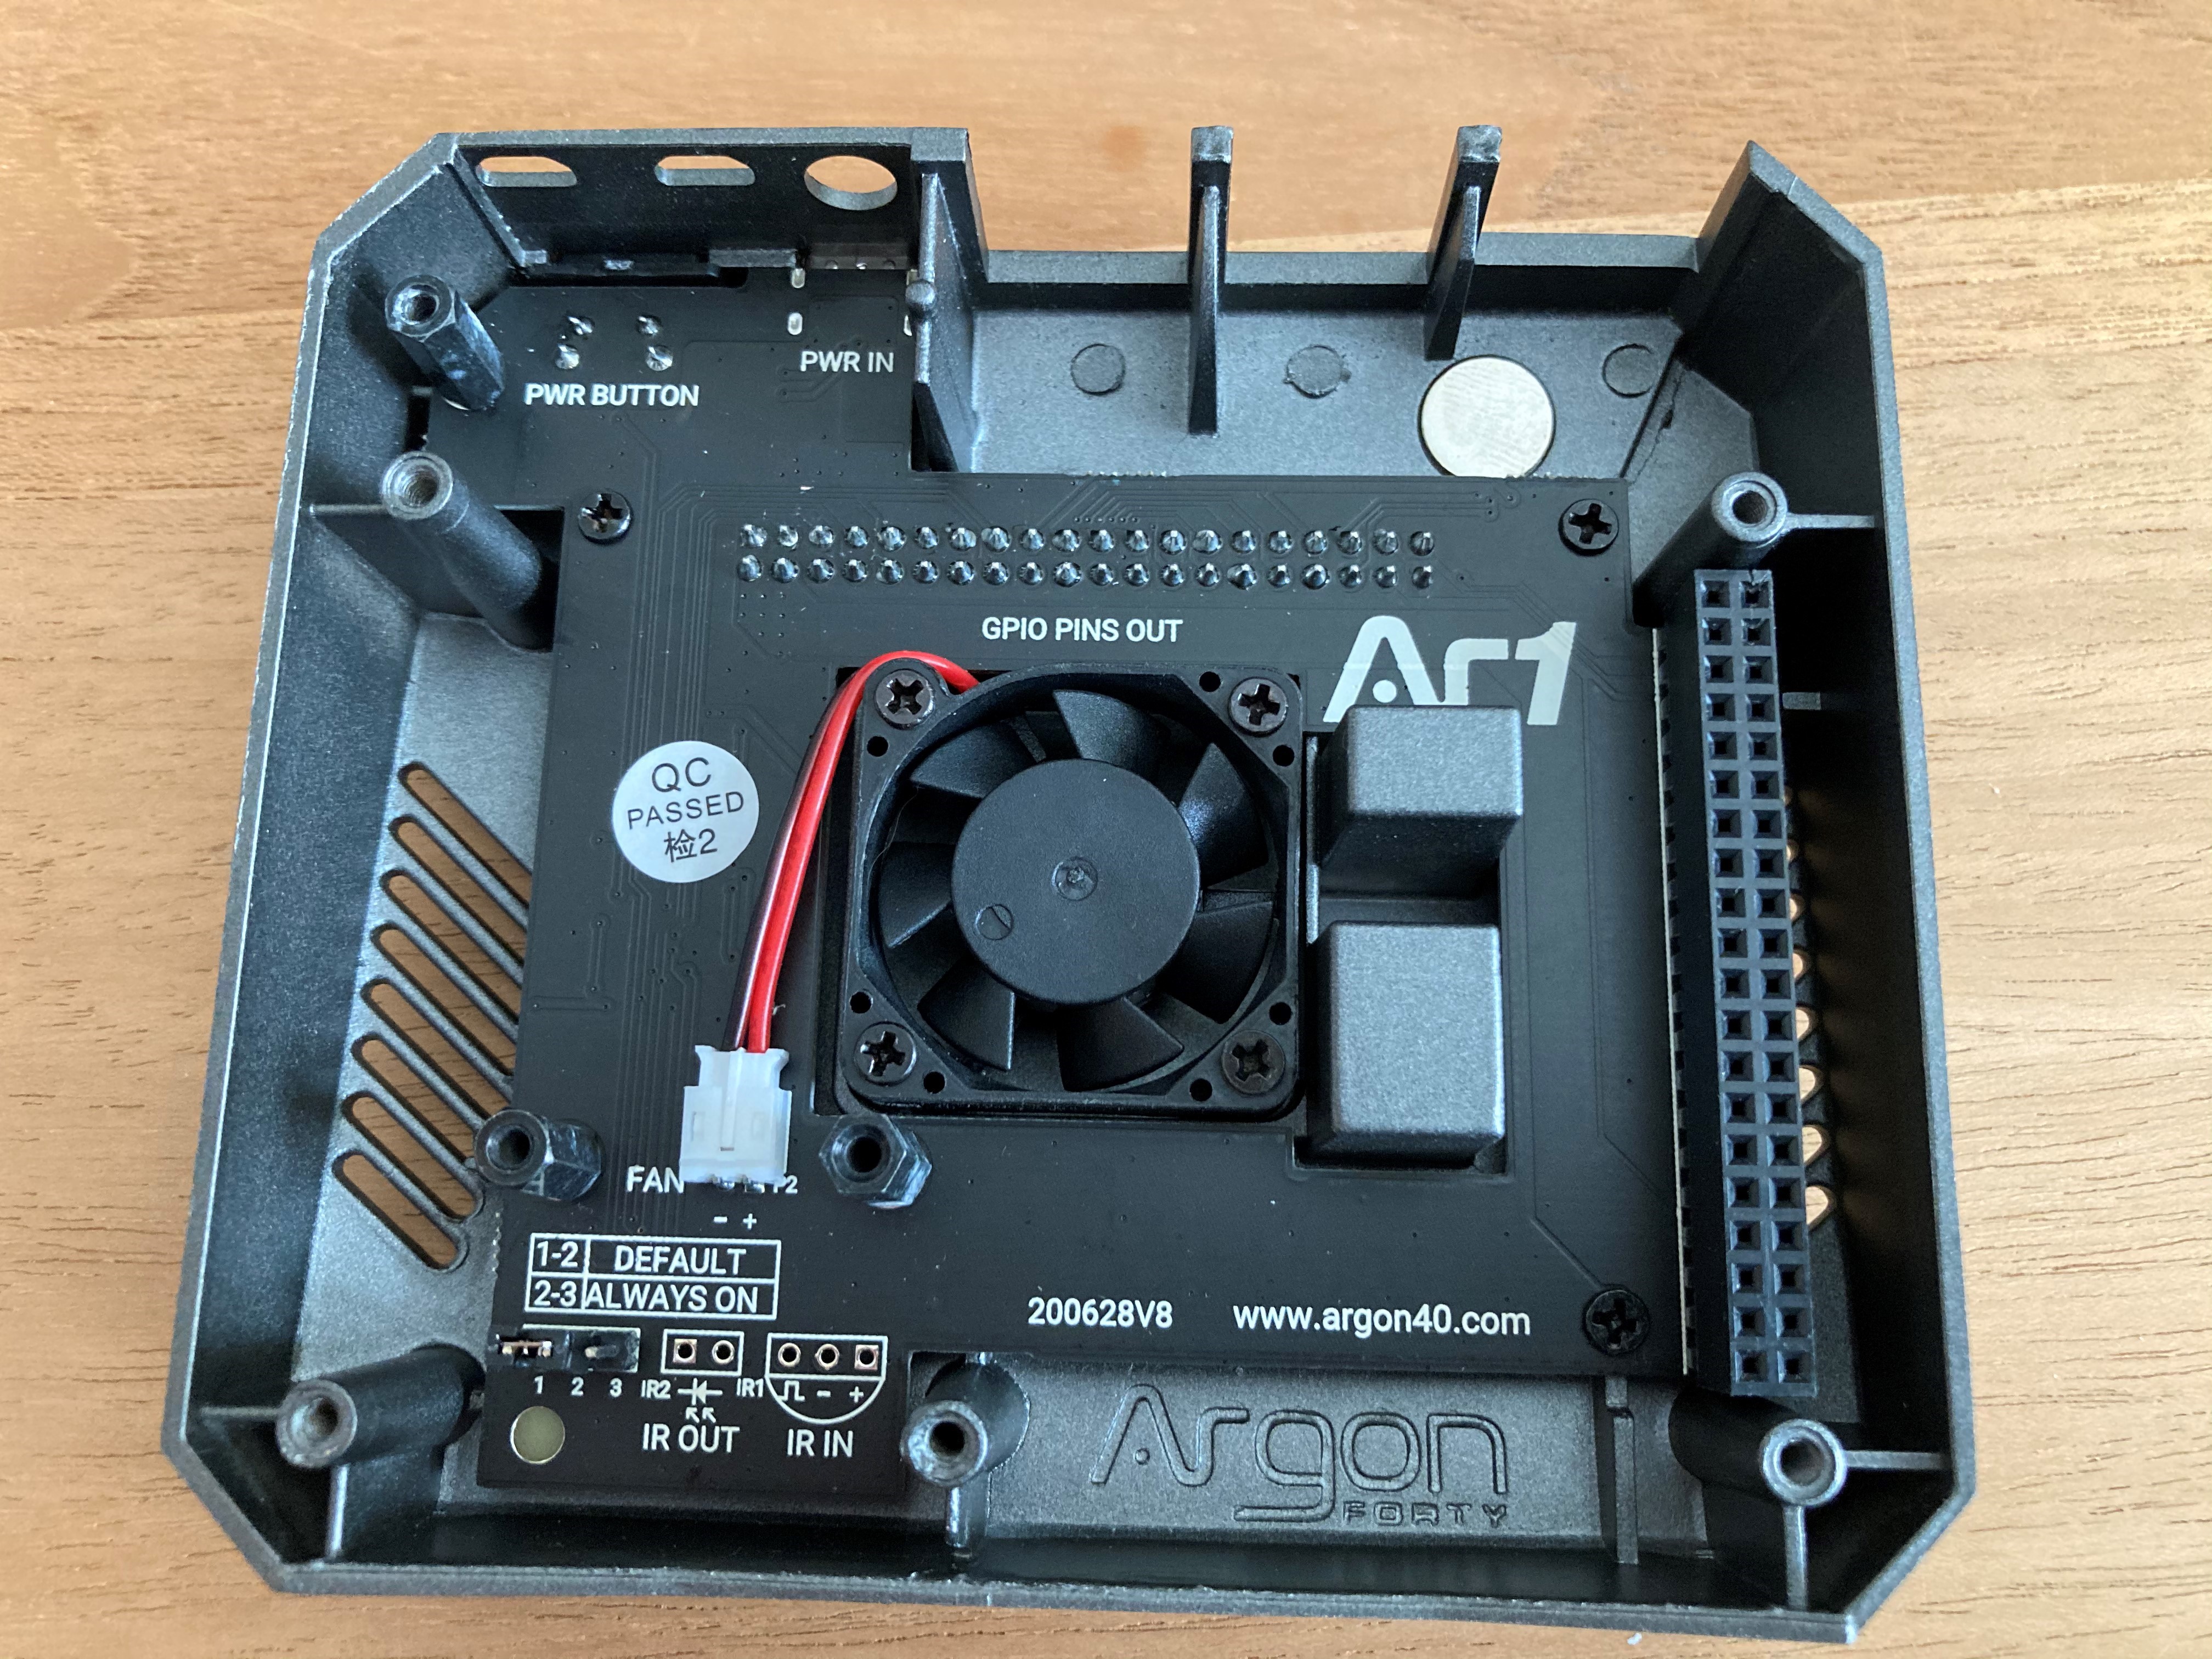 PWR IN
PWR BUTTON
GPIO PINS OUT
Ar1
QC
PASSED
检2
FAN
- +
1-2 DEFAULT
2-3 ALWAYS ON
200628V8 www.argon40.com
1 2 3 IR2 IR1 - +
IR OUT IR IN
Argon
FORTY